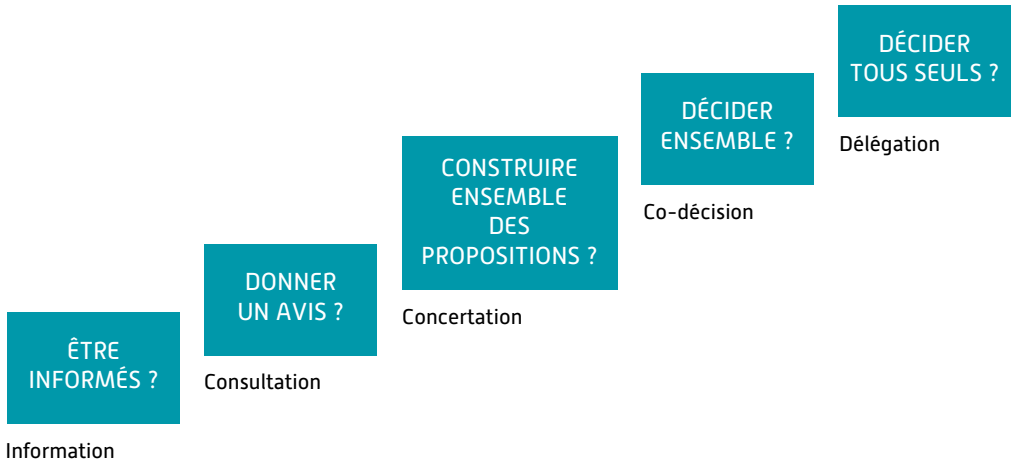 ÊTRE
INFORMÉS ?
Information
DONNER
UN AVIS ?
Consultation
CONSTRUIRE
ENSEMBLE
DES
PROPOSITIONS ?
Concertation
DÉCIDER
ENSEMBLE ?
Co-décision
DÉCIDER
TOUS SEULS ?
Délégation